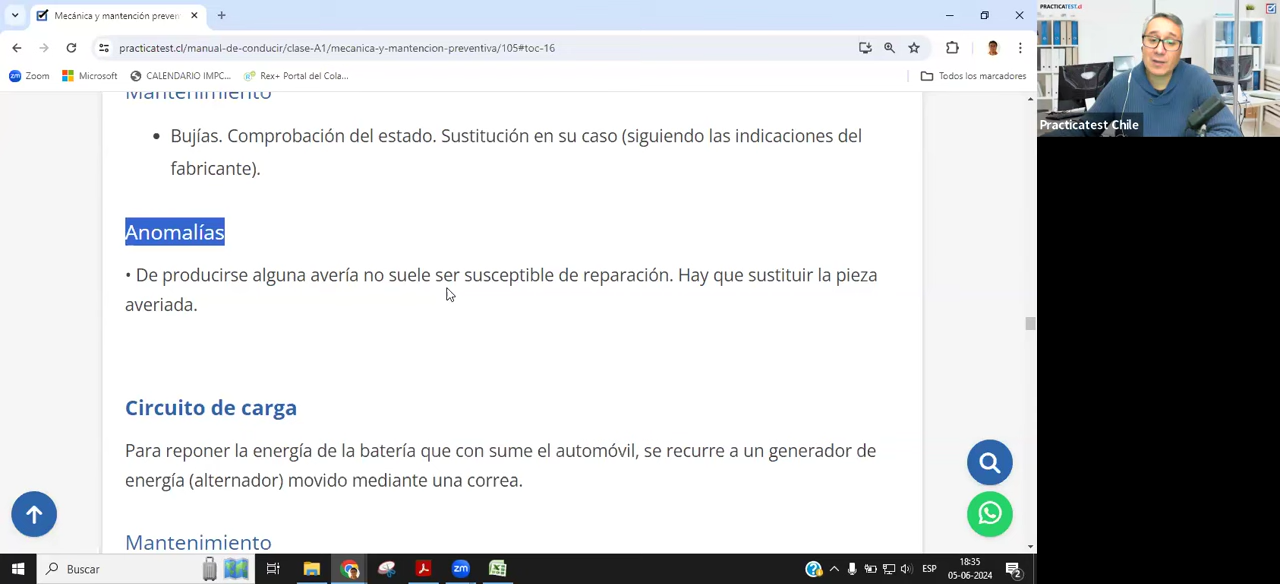 Mecánica y mantención preven
practicatest.cl/manual-de-conducir/clase-A1/mecanica-y-mantencion-preventiva/105#toc-16
Zoom
Microsoft
CALENDARIO IMPC...
Rex+ Portal del Cola...
Todos los marcadores
PRACTICATEST.cl
Practicatest Chile
Mantenimiento
• Bujías. Comprobación del estado. Sustitución en su caso (siguiendo las indicaciones del
fabricante).
Anomalías
• De producirse alguna avería no suele ser susceptible de reparación. Hay que sustituir la pieza
averiada.
Circuito de carga
Para reponer la energía de la batería que con sume el automóvil, se recurre a un generador de
energía (alternador) movido mediante una correa.
Mantenimiento
Buscar
ESP
18:35
05-06-2024
2